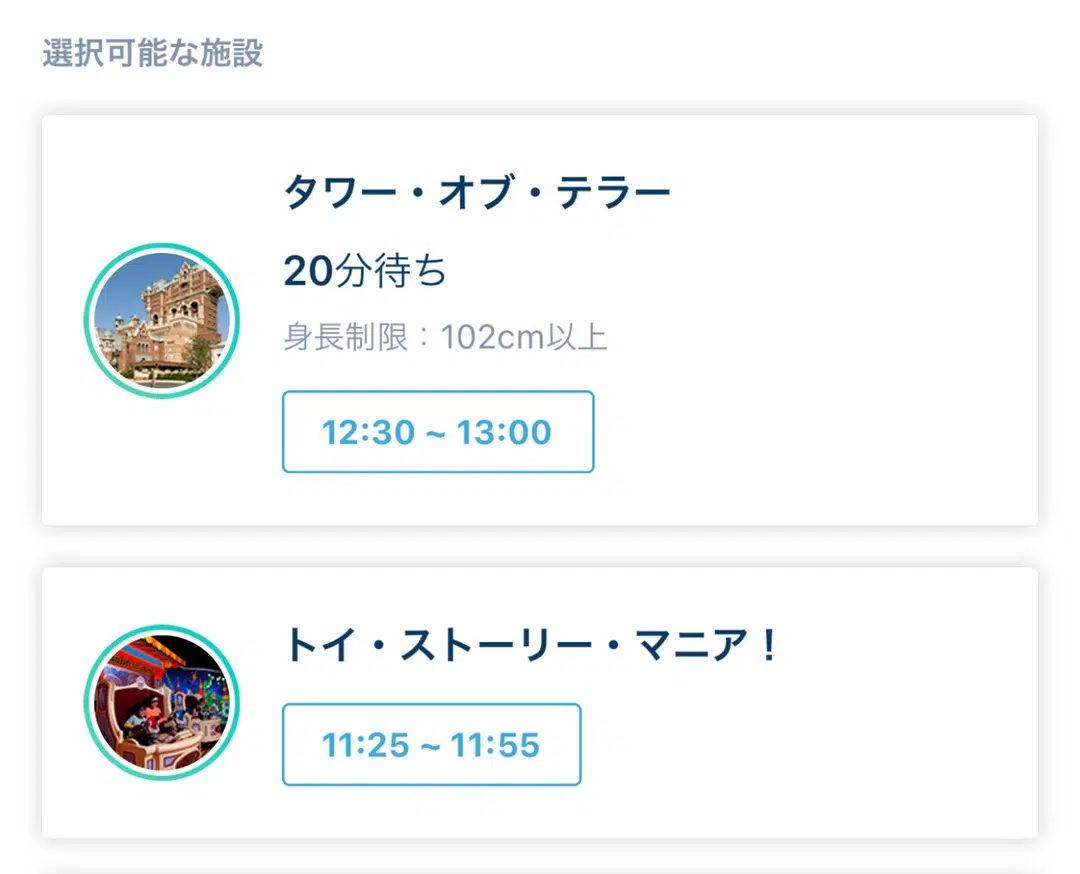 選択可能な施設
タワー・オブ・テラー
20分待ち
身長制限：102cm以上
12:30 ~ 13:00
トイ・ストーリー・マニア！
11:25 ~ 11:55